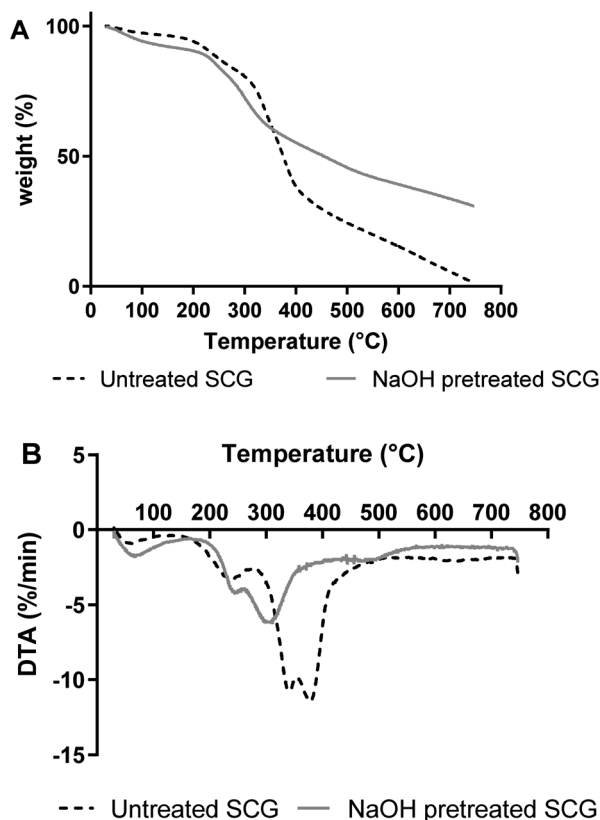 A
100
50
0
weight (%)
0 100 200 300 400 500 600 700 800
Temperature (°C)
Untreated SCG NaOH pretreated SCG
B
Temperature (°C)
5
0
-5
-10
-15
100 200 300 400 500 600 700 800
DTA (%/min)
Untreated SCG NaOH pretreated SCG